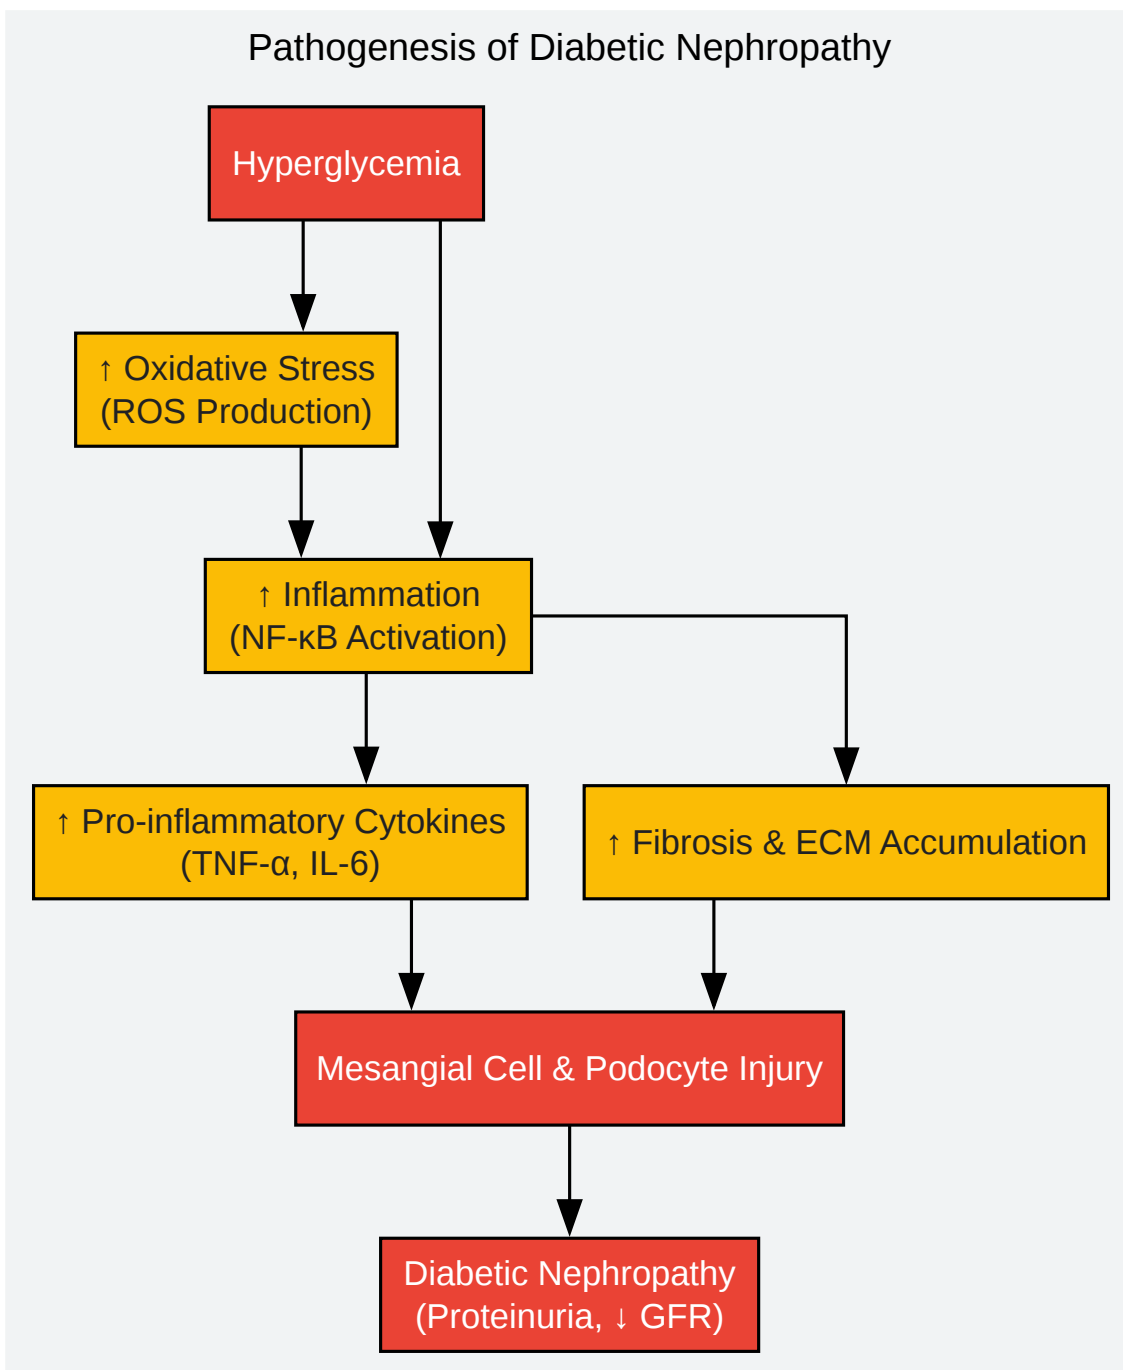 Pathogenesis of Diabetic Nephropathy
Hyperglycemia
↑ Oxidative Stress
(ROS Production)
↑ Inflammation
(NF-κB Activation)
↑ Pro-inflammatory Cytokines
(TNF-α, IL-6)
↑ Fibrosis & ECM Accumulation
Mesangial Cell & Podocyte Injury
Diabetic Nephropathy
(Proteinuria, ↓ GFR)